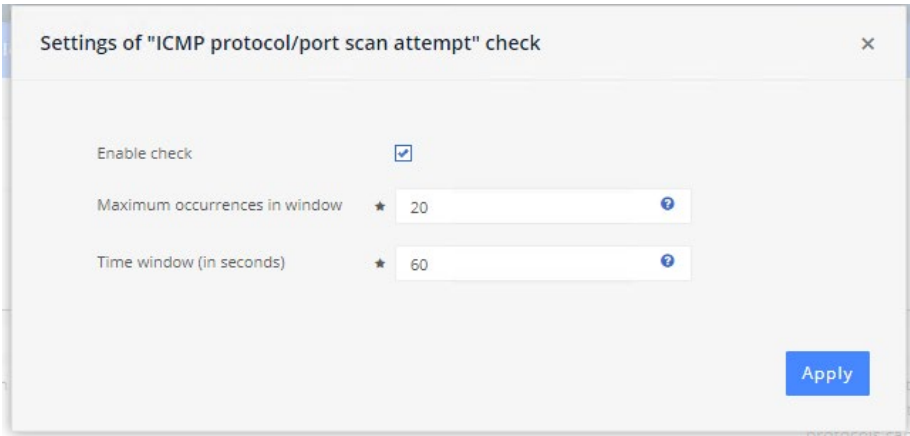 Settings of "ICMP protocol/port scan attempt" check
Enable check
Maximum occurrences in window ★ 20
Time window (in seconds) ★ 60
Apply